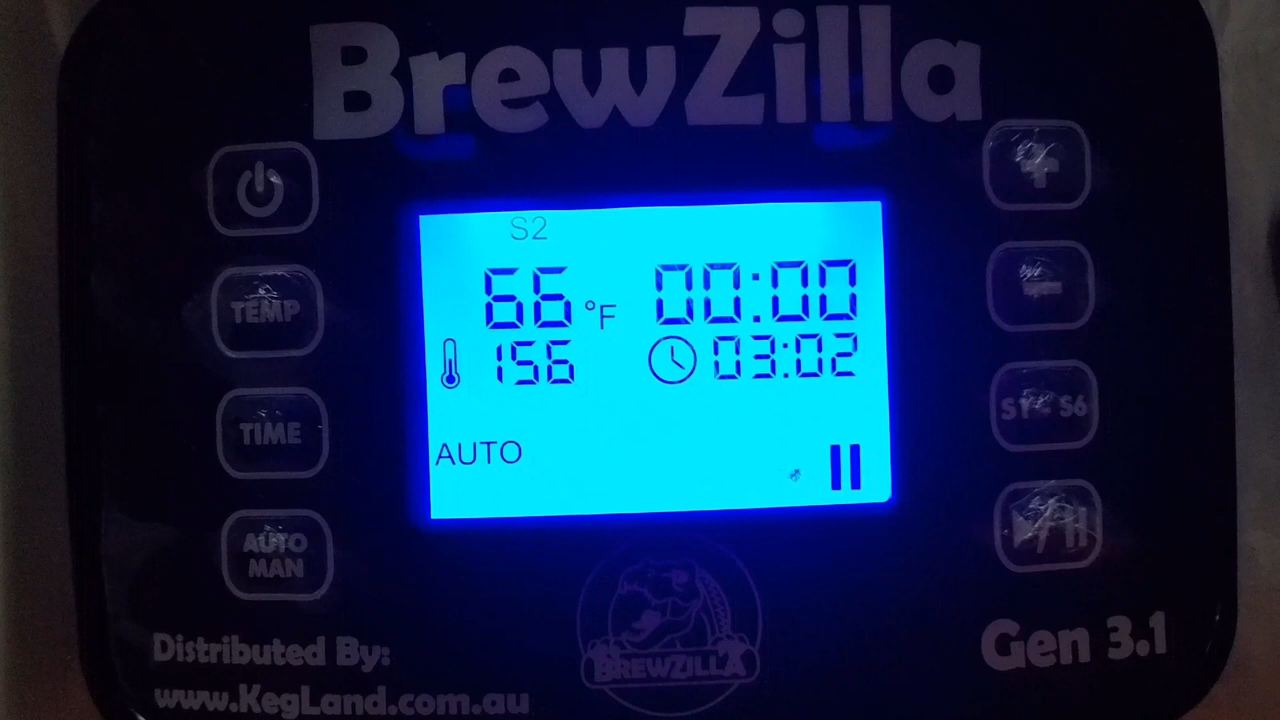 BrewZilla
S2
66 °F 00:00
156 03:02
AUTO
TEMP
TIME
AUTO
MAN
S1 - S6
BREWZILLA
Distributed By:
www.KegLand.com.au
Gen 3.1